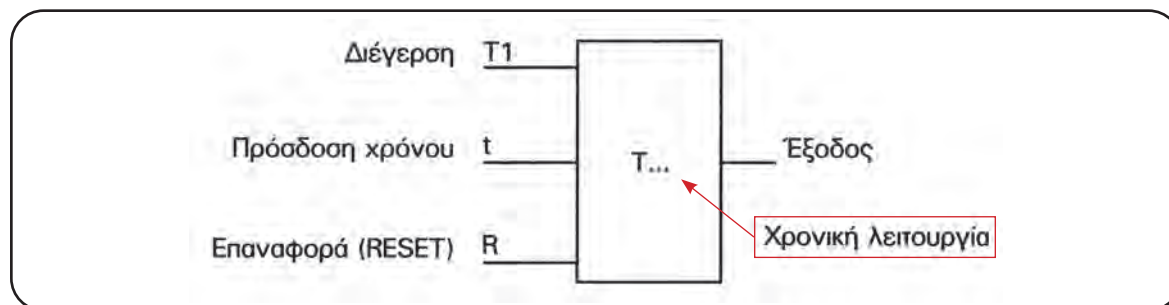 Διέγερση T1
Πρόσδοση χρόνου t
T...
Έξοδος
Χρονική λειτουργία
Επαναφορά (RESET) R